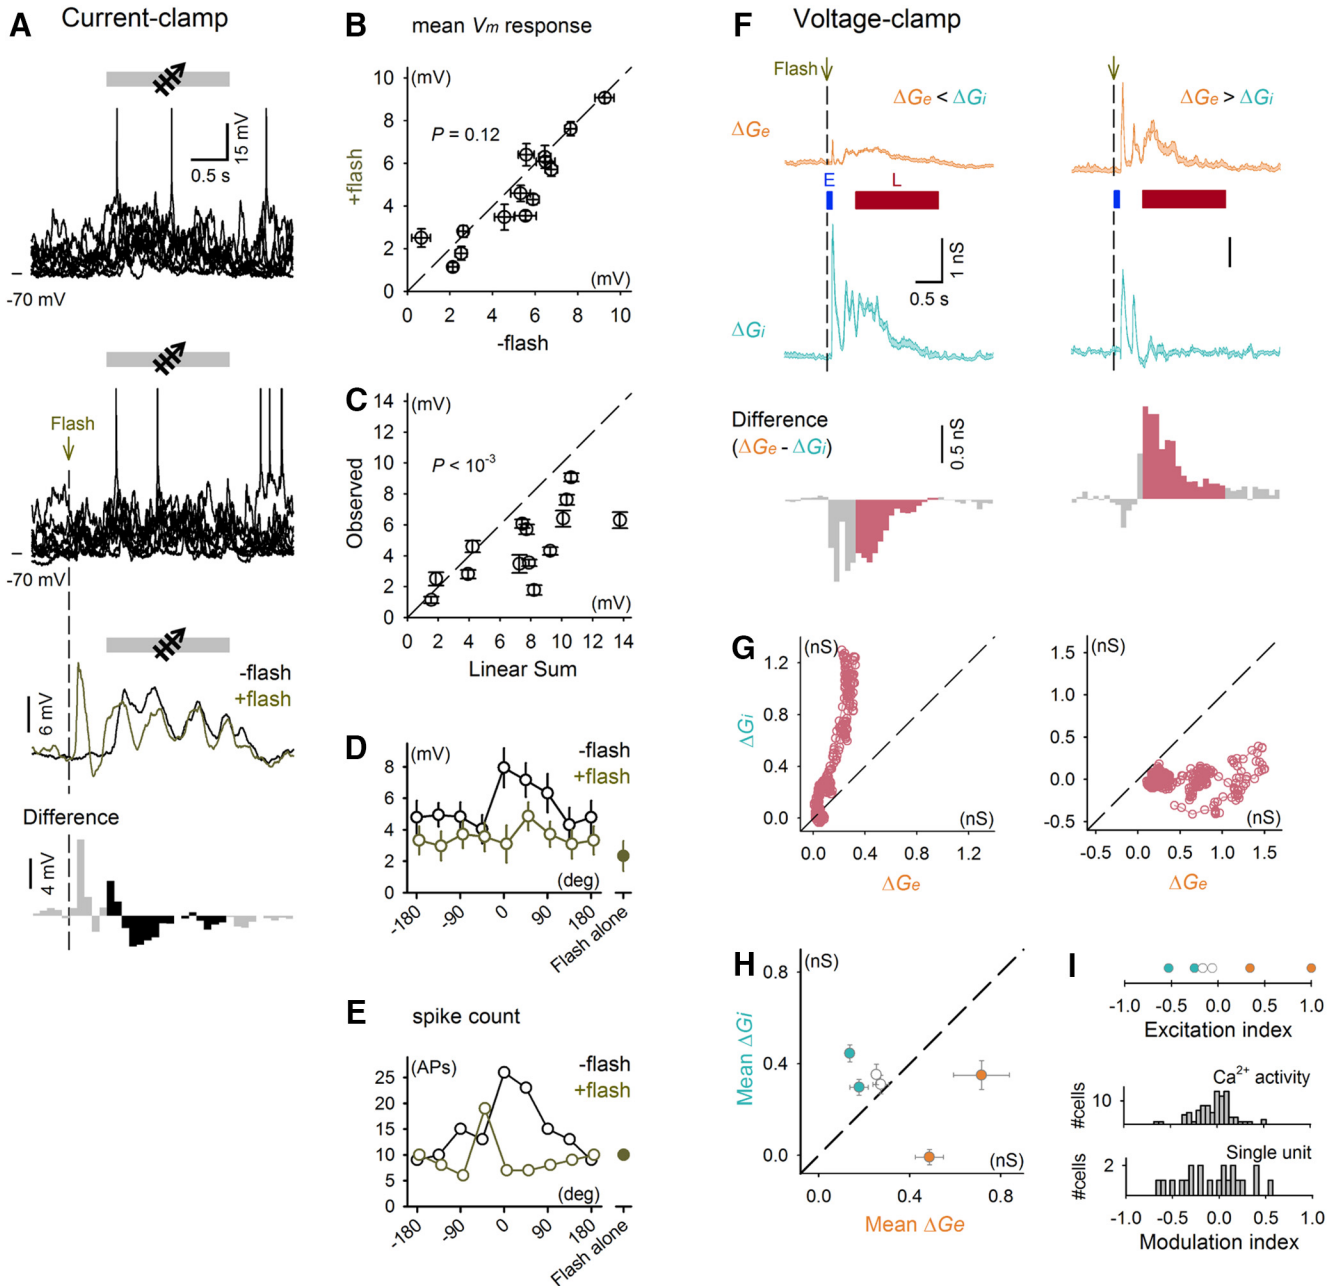 A
Current-clamp
15 mV
0.5 s
-70 mV
Flash
-70 mV
-flash
+flash
6 mV
Difference
4 mV
B
mean Vm response
(mV)
P = 0.12
+flash
10
8
6
4
2
0
(mV)
0 2 4 6 8 10
-flash
C
14
12
10
8
6
4
2
0
(mV)
P < 10-3
Observed
(mV)
0 2 4 6 8 10 12 14
Linear Sum
D
(mV)
-flash
+flash
8
6
4
2
0
(deg)
-180 -90 0 90 180 Flash alone
E
spike count
(APs)
-flash
+flash
25
20
15
10
5
0
(deg)
-180 -90 0 90 180 Flash alone
F
Voltage-clamp
Flash
ΔGe < ΔGi
ΔGe > ΔGi
ΔGe
E
L
1 nS
0.5 s
ΔGi
Difference
(ΔGe - ΔGi)
0.5 nS
G
(nS)
1.2
0.8
0.4
0.0
ΔGi
(nS)
0.0 0.4 0.8 1.2
ΔGe
(nS)
1.5
1.0
0.5
0.0
-0.5
(nS)
-0.5 0.0 0.5 1.0 1.5
ΔGe
H
(nS)
0.8
0.4
0.0
Mean ΔGi
(nS)
0.0 0.4 0.8
Mean ΔGe
I
-1.0 -0.5 0.0 0.5 1.0
Excitation index
Ca2+ activity
10
#cells
Single unit
2
#cells
-1.0 -0.5 0.0 0.5 1.0
Modulation index